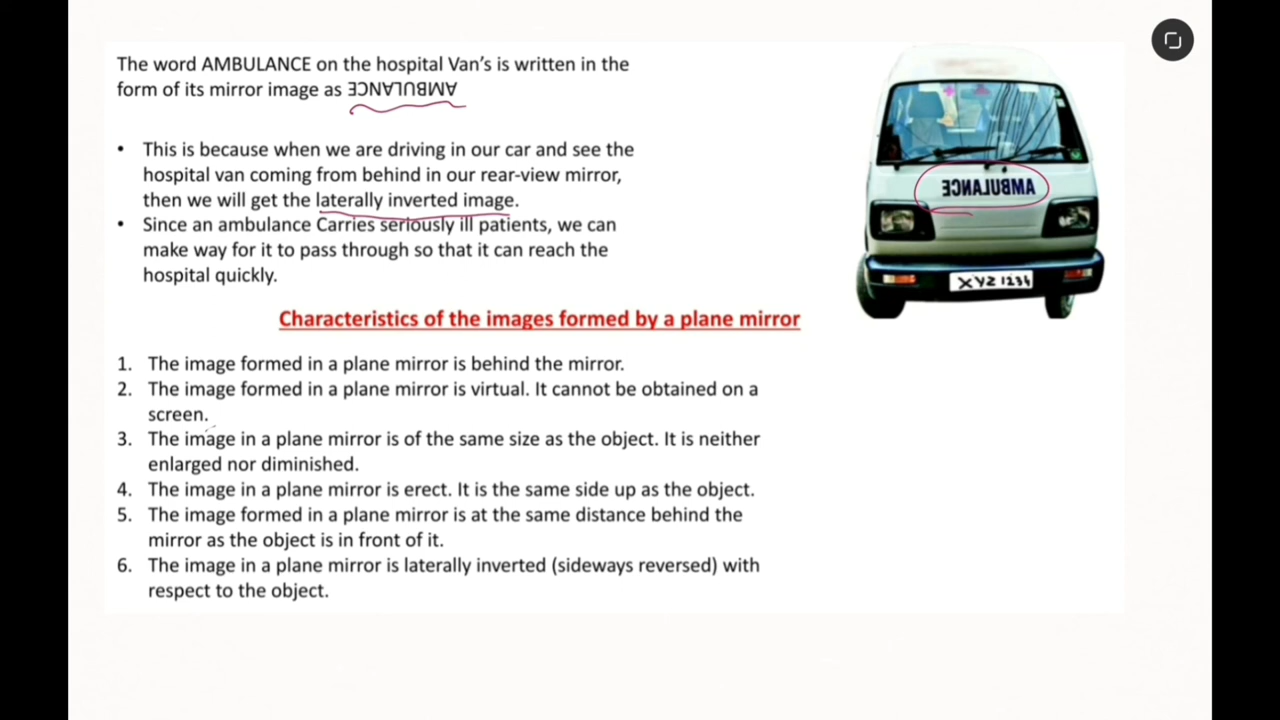 The word AMBULANCE on the hospital Van's is written in the
form of its mirror image as ƎƆИA⅃UᗺMA
• This is because when we are driving in our car and see the
hospital van coming from behind in our rear-view mirror,
then we will get the laterally inverted image.
• Since an ambulance Carries seriously ill patients, we can
make way for it to pass through so that it can reach the
hospital quickly.
ƎƆИA⅃UᗺMA
XYZ 1234
Characteristics of the images formed by a plane mirror
1. The image formed in a plane mirror is behind the mirror.
2. The image formed in a plane mirror is virtual. It cannot be obtained on a
screen.
3. The image in a plane mirror is of the same size as the object. It is neither
enlarged nor diminished.
4. The image in a plane mirror is erect. It is the same side up as the object.
5. The image formed in a plane mirror is at the same distance behind the
mirror as the object is in front of it.
6. The image in a plane mirror is laterally inverted (sideways reversed) with
respect to the object.